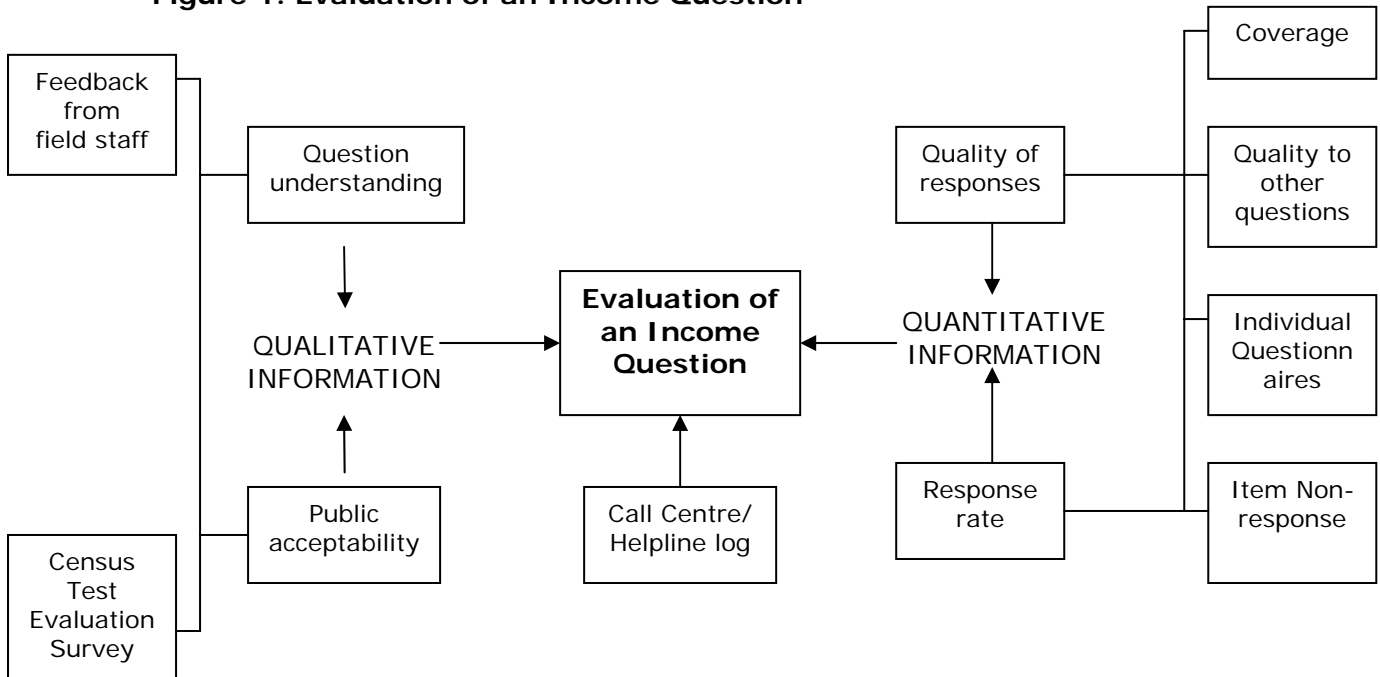 Figure 1: Evaluation of an Income Question
Coverage
Feedback
from
field staff
Question
understanding
Quality of
responses
Quality to
other
questions
Evaluation of
an Income
Question
QUALITATIVE
INFORMATION
QUANTITATIVE
INFORMATION
Individual
Questionn
aires
Public
acceptability
Call Centre/
Helpline log
Response
rate
Item Non-
response
Census
Test
Evaluation
Survey